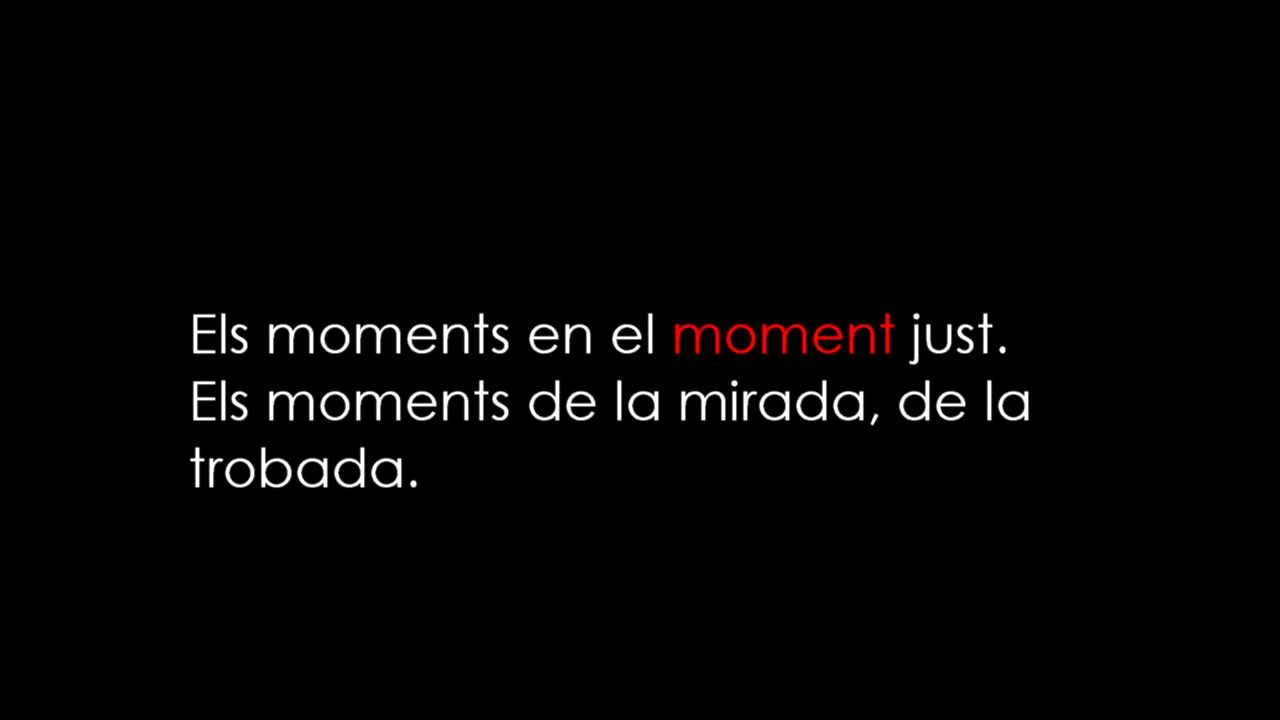 Els moments en el moment just.
Els moments de la mirada, de la
trobada.